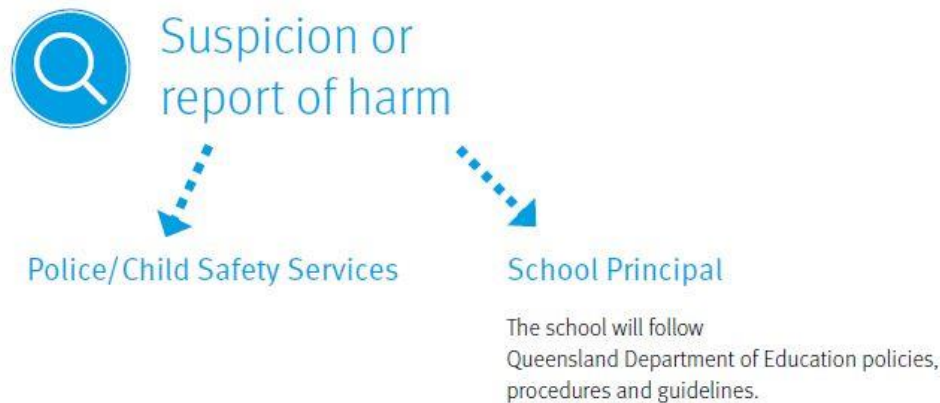 Suspicion or
report of harm
Police/Child Safety Services
School Principal
The school will follow
Queensland Department of Education policies,
procedures and guidelines.